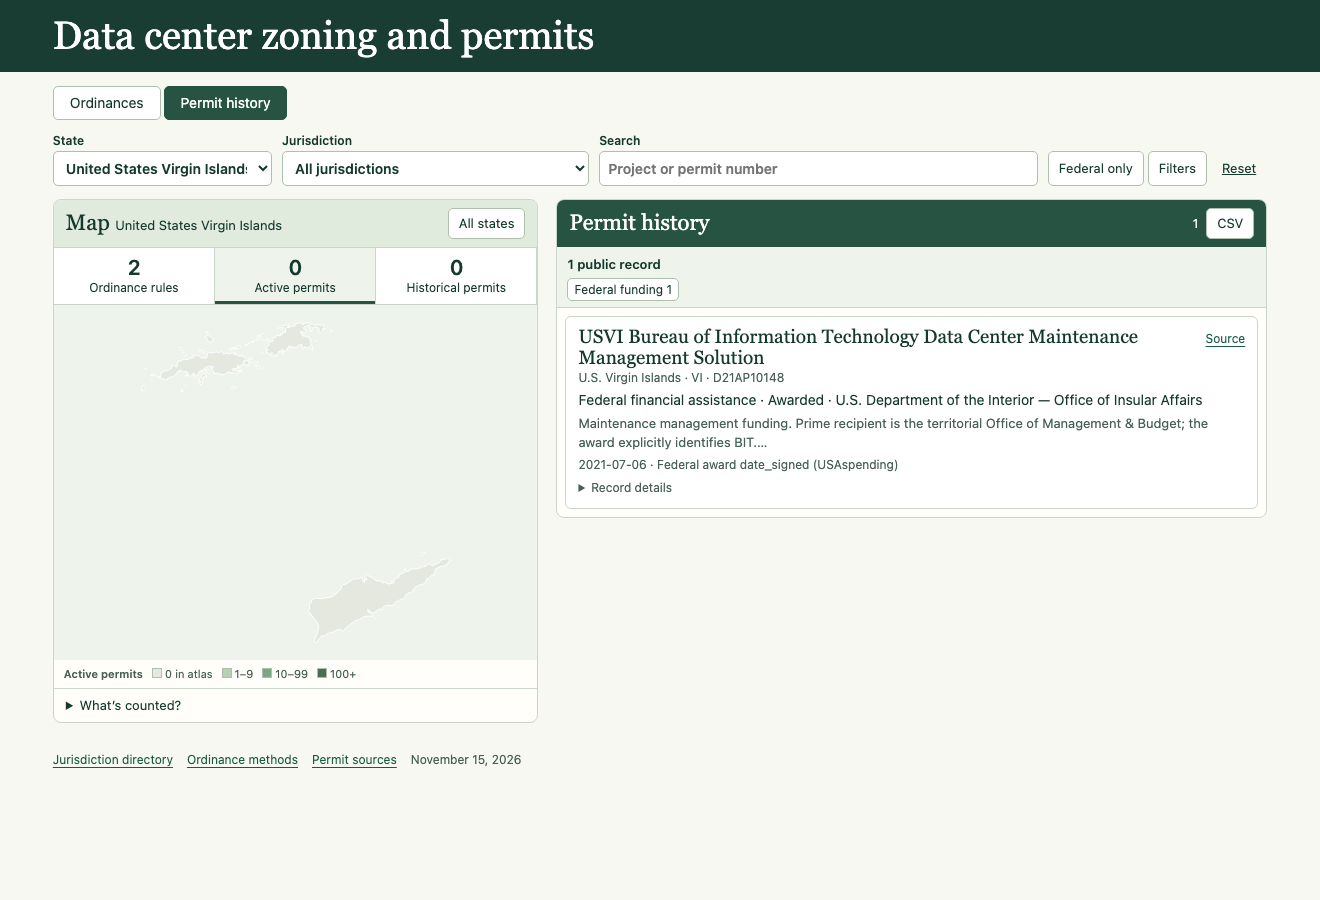 Data center zoning and permits
Ordinances
Permit history
State
Jurisdiction
Search
United States Virgin Island
All jurisdictions
Project or permit number
Federal only
Filters
Reset
Map United States Virgin Islands
All states
2
Ordinance rules
0
Active permits
0
Historical permits
Active permits
0 in atlas
1–9
10–99
100+
▶ What's counted?
Permit history
1
CSV
1 public record
Federal funding 1
USVI Bureau of Information Technology Data Center Maintenance
Management Solution
Source
U.S. Virgin Islands · VI · D21AP10148
Federal financial assistance · Awarded · U.S. Department of the Interior — Office of Insular Affairs
Maintenance management funding. Prime recipient is the territorial Office of Management & Budget; the
award explicitly identifies BIT....
2021-07-06 · Federal award date_signed (USAspending)
▶ Record details
Jurisdiction directory
Ordinance methods
Permit sources
November 15, 2026